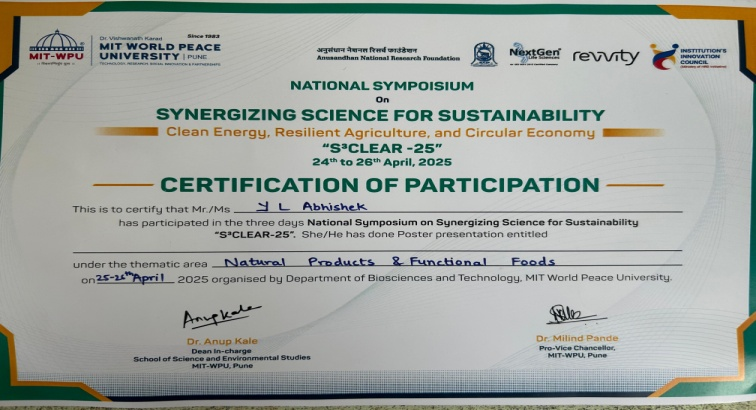 Dr. Vishwanath Karad
Since 1983
MIT-WPU
MIT WORLD PEACE
UNIVERSITY | PUNE
TECHNOLOGY, RESEARCH, SOCIAL INNOVATION & PARTNERSHIPS
अनुसंधान नेशनल रिसर्च फाउंडेशन
Anusandhan National Research Foundation
NextGen
Life Sciences
revvity
INSTITUTION'S
INNOVATION
COUNCIL
NATIONAL SYMPOSIUM
On
SYNERGIZING SCIENCE FOR SUSTAINABILITY
Clean Energy, Resilient Agriculture, and Circular Economy
“S³CLEAR -25”
24th to 26th April, 2025
CERTIFICATION OF PARTICIPATION
This is to certify that Mr./Ms Y L Abhishek
has participated in the three days National Symposium on Synergizing Science for Sustainability
“S³CLEAR-25”. She/He has done Poster presentation entitled
under the thematic area Natural Products & Functional Foods
on 25-26th April 2025 organised by Department of Biosciences and Technology, MIT World Peace University.
Anupkale
Dr. Anup Kale
Dean In-charge
School of Science and Environmental Studies
MIT-WPU, Pune
Dr. Milind Pande
Pro-Vice Chancellor,
MIT-WPU, Pune